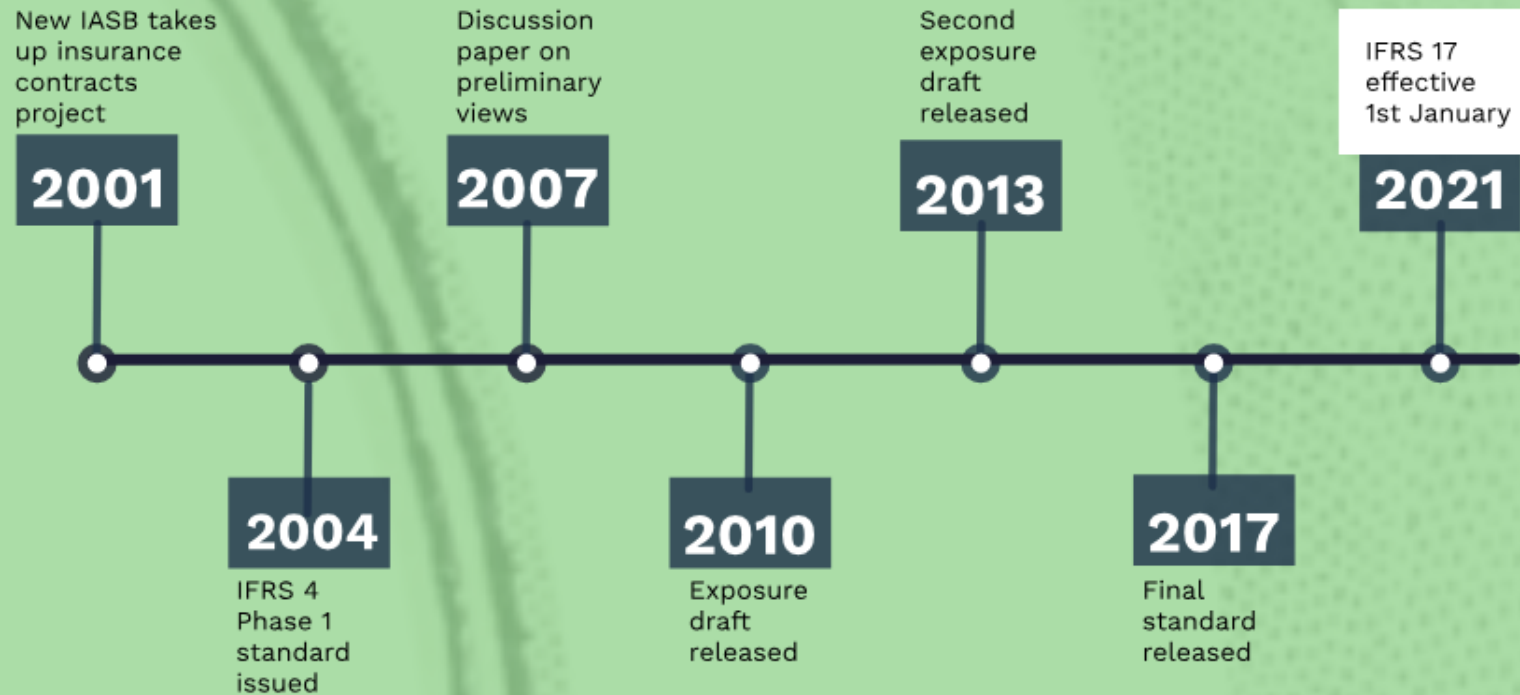 New IASB takes
up insurance
contracts
project
2001
IFRS 4
Phase 1
standard
issued
2004
Discussion
paper on
preliminary
views
2007
2010
Exposure
draft
released
Second
exposure
draft
released
2013
2017
Final
standard
released
IFRS 17
effective
1st January
2021